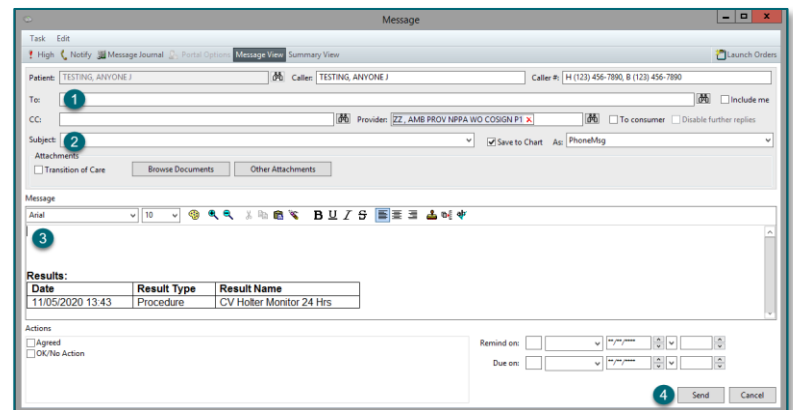 Message
Task Edit
! High Notify Message Journal Portal Options Message View Summary View Launch Orders
Patient: TESTING, ANYONE J Caller: TESTING, ANYONE J Caller #: H (123) 456-7890, B (123) 456-7890
To: 1 Include me
CC: Provider: ZZ , AMB PROV NPPA WO COSIGN P1 x To consumer Disable further replies
Subject: 2 Save to Chart As: PhoneMsg
Attachments
Transition of Care Browse Documents Other Attachments
Message
Arial 10 B U I S
3
Results:
Date Result Type Result Name
11/05/2020 13:43 Procedure CV Holter Monitor 24 Hrs
Actions
Agreed Remind on: **/**/****
OK/No Action
Due on: **/**/****
4 Send Cancel